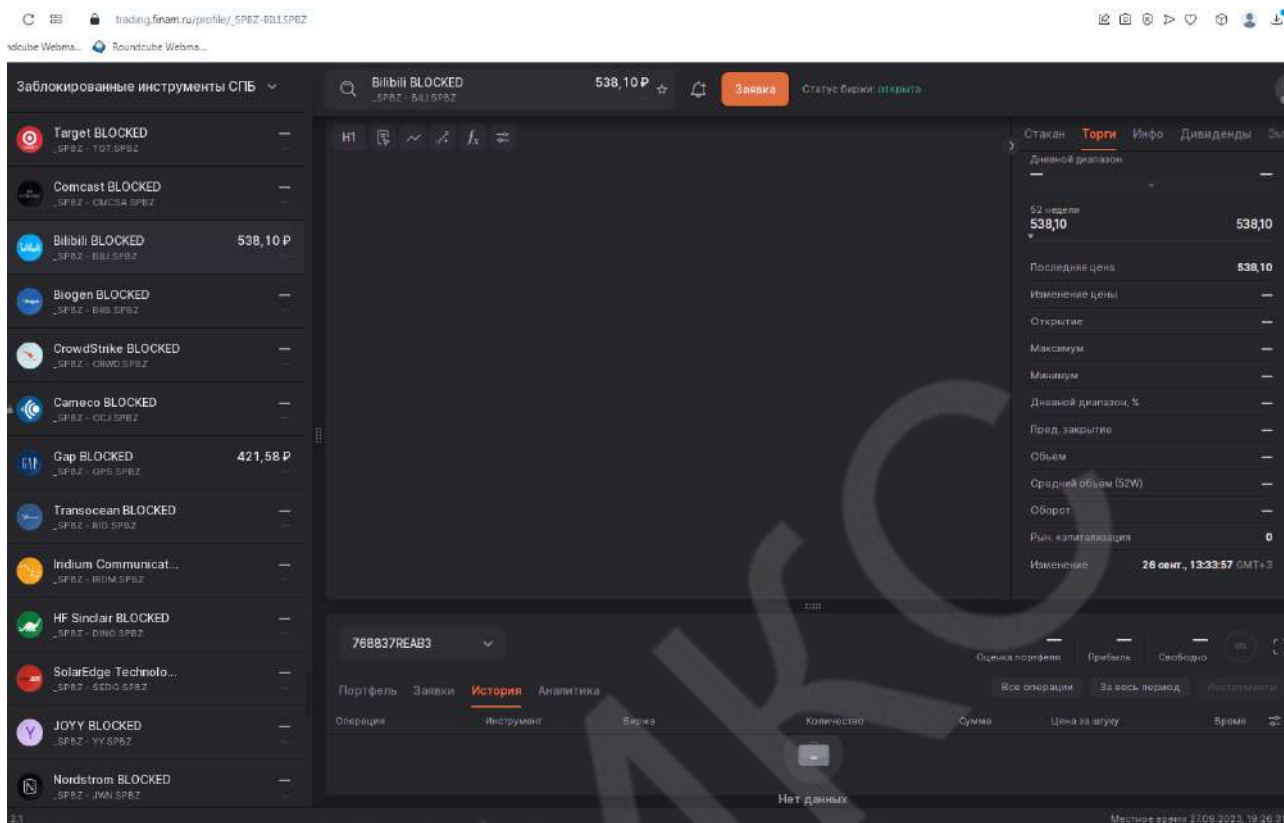 trading.finam.ru/profile/_SPBZ-BILI.SPBZ
Roundcube Webma...
Заблокированные инструменты СПБ
Bilibili BLOCKED
_SPBZ - BILI.SPBZ
538,10 ₽
Заявка
Статус биржи: открыта
Target BLOCKED
_SPBZ - TGT.SPBZ
Comcast BLOCKED
_SPBZ - CMCSA.SPBZ
Bilibili BLOCKED 538,10 ₽
_SPBZ - BILI.SPBZ
Biogen BLOCKED
_SPBZ - BIIB.SPBZ
CrowdStrike BLOCKED
_SPBZ - CRWD.SPBZ
Cameco BLOCKED
_SPBZ - CCJ.SPBZ
Gap BLOCKED 421,58 ₽
_SPBZ - GPS.SPBZ
Transocean BLOCKED
_SPBZ - RIG.SPBZ
Iridium Communicat...
_SPBZ - IRDM.SPBZ
HF Sinclair BLOCKED
_SPBZ - DINO.SPBZ
SolarEdge Technolo...
_SPBZ - SEDG.SPBZ
JOYY BLOCKED
_SPBZ - YY.SPBZ
Nordstrom BLOCKED
_SPBZ - JWN.SPBZ
H1
Стакан Торги Инфо Дивиденды
Дневной диапазон
— —
52 недели
538,10 538,10
Последняя цена 538,10
Изменение цены —
Открытие —
Максимум —
Минимум —
Дневной диапазон, % —
Пред. закрытие —
Объем —
Средний объем (52W) —
Оборот —
Рын. капитализация 0
Изменение 26 сент., 13:33:57 GMT+3
768837REAB3
Оценка портфеля Прибыль Свободно
Портфель Заявки История Аналитика
Все операции За весь период Инструменты
Операция Инструмент Биржа Количество Сумма Цена за штуку Время
Нет данных
Местное время 27.09.2023, 19:26:3